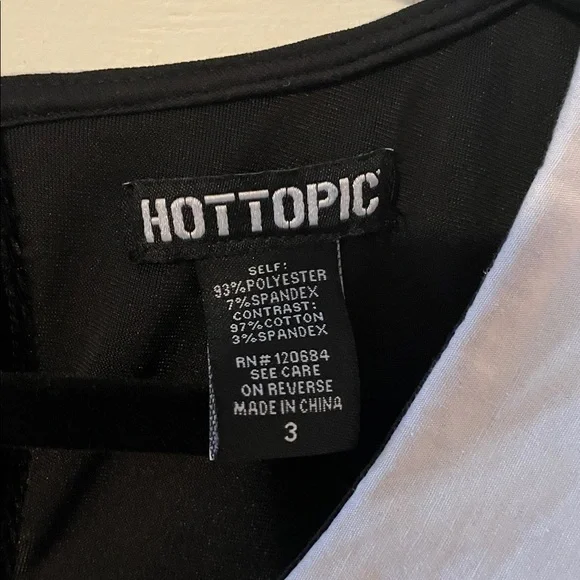 HOTTOPIC
SELF:
93%POLYESTER
7%SPANDEX
CONTRAST:
97%COTTON
3%SPANDEX
RN# 120684
SEE CARE
ON REVERSE
MADE IN CHINA
3